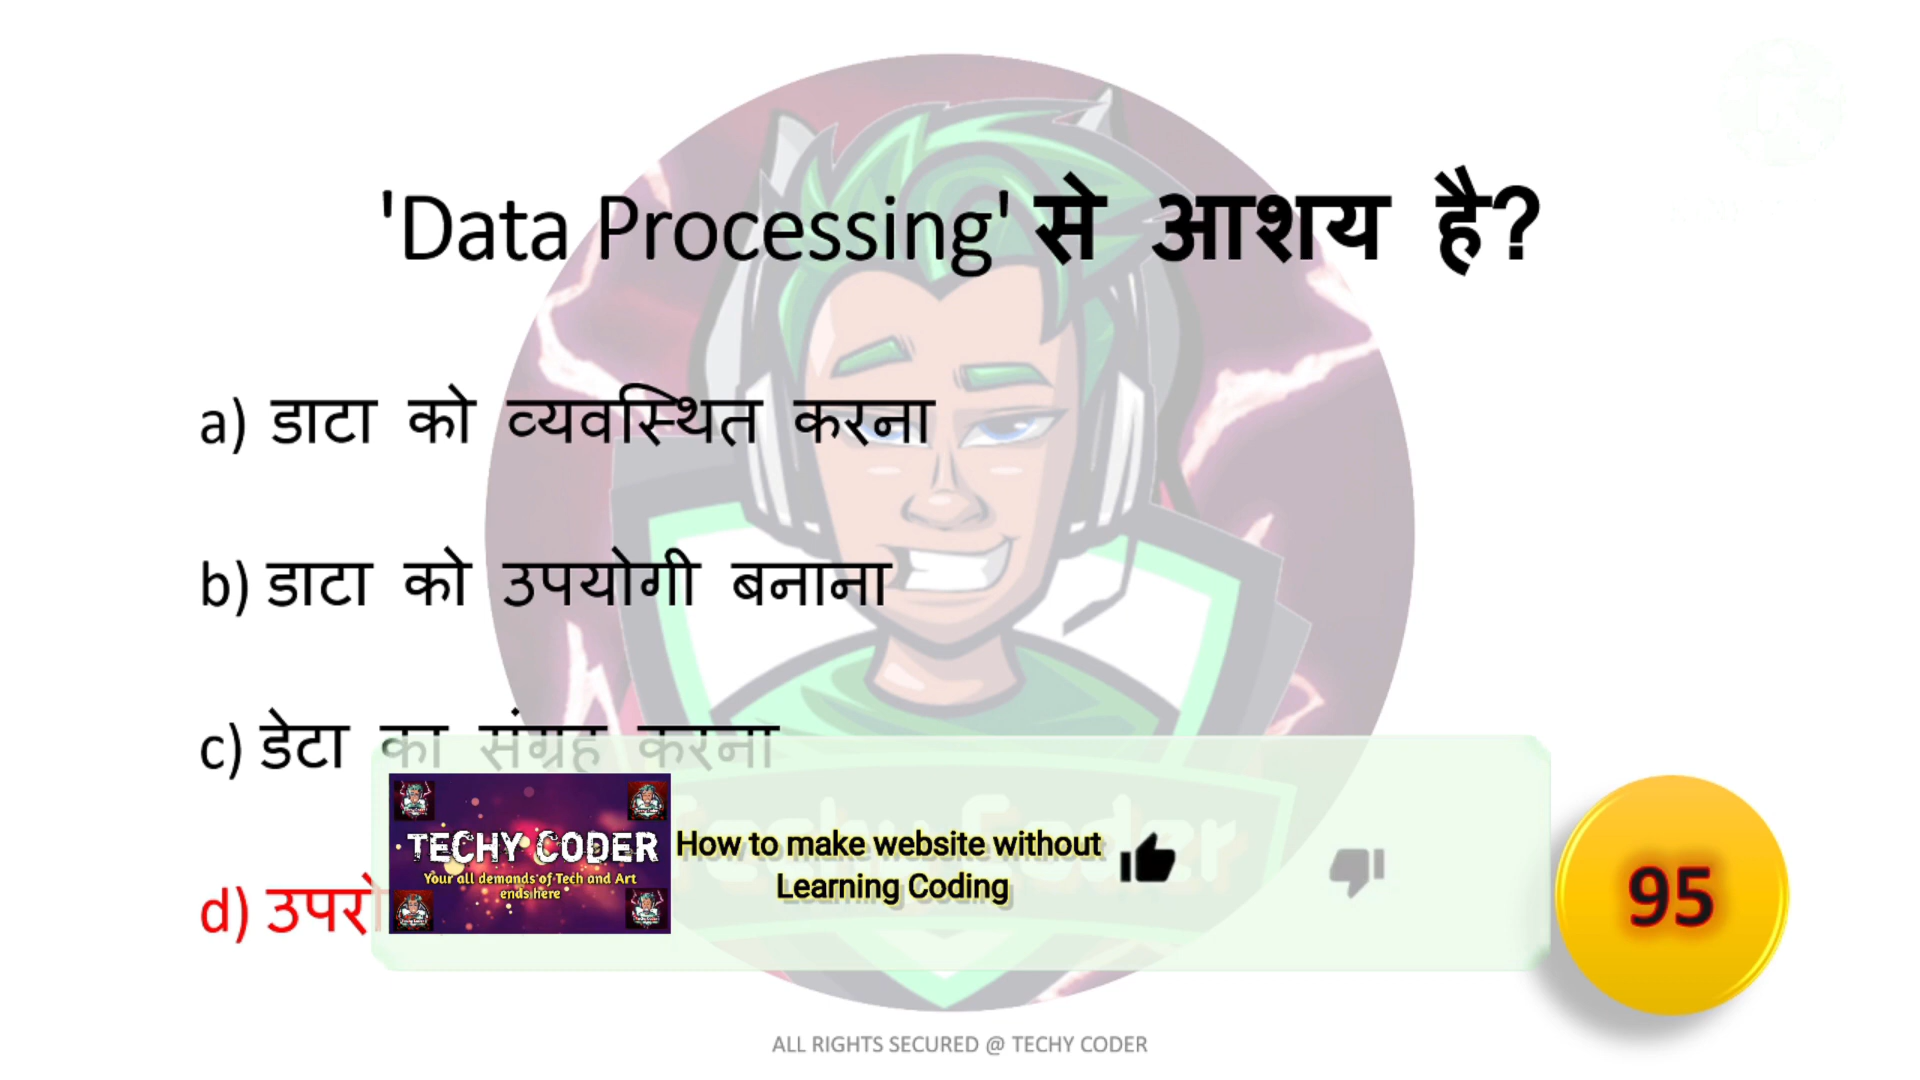 'Data Processing' से आशय है?
a) डाटा को व्यवस्थित करना
b) डाटा को उपयोगी बनाना
c) डेटा का संग्रह करना
d)
TECHY CODER
Your all demands of Tech and Art
ends here
How to make website without
Learning Coding
95
ALL RIGHTS SECURED @ TECHY CODER